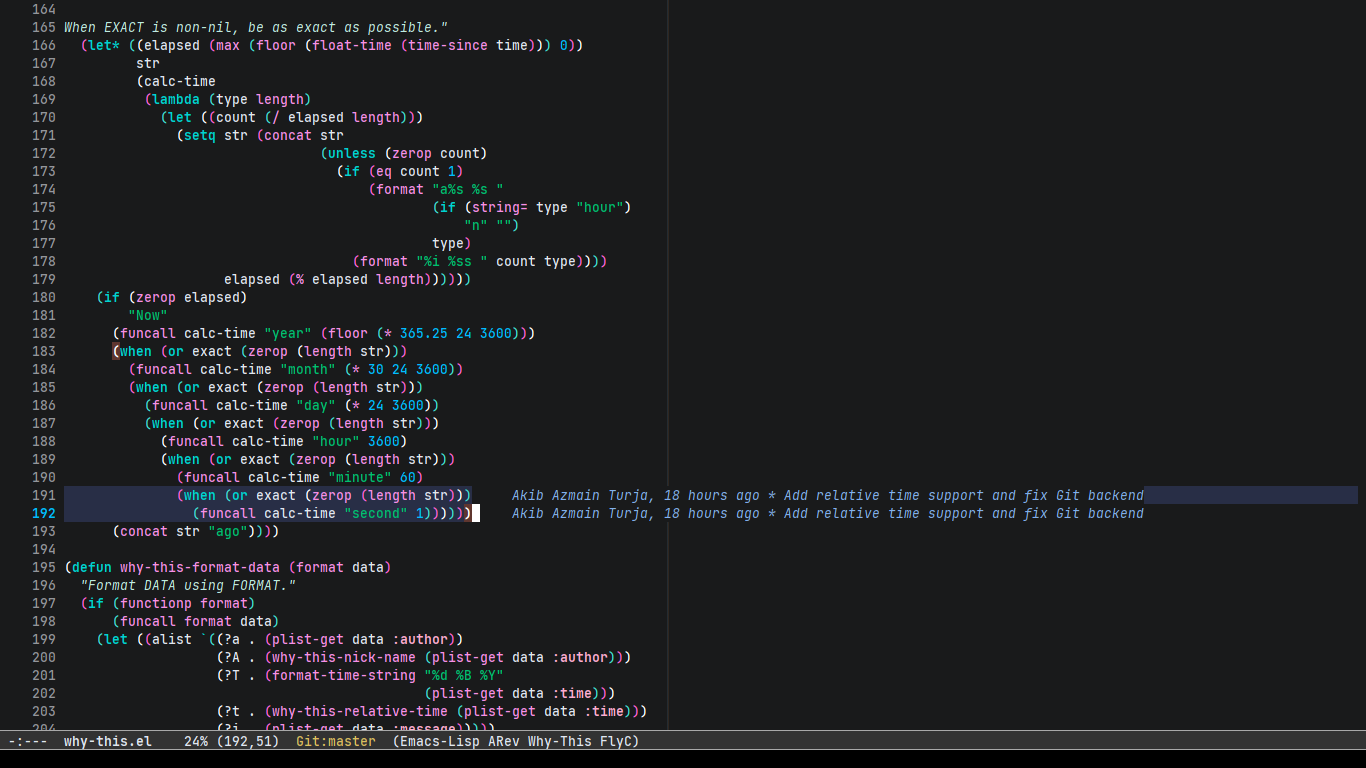 164
165 When EXACT is non-nil, be as exact as possible."
166   (let* ((elapsed (max (floor (float-time (time-since time))) 0))
167          str
168          (calc-time
169           (lambda (type length)
170             (let ((count (/ elapsed length)))
171               (setq str (concat str
172                                 (unless (zerop count)
173                                   (if (eq count 1)
174                                       (format "a%s %s "
175                                               (if (string= type "hour")
176                                                   "n" "")
177                                               type)
178                                     (format "%i %ss " count type))))
179                     elapsed (% elapsed length))))))
180     (if (zerop elapsed)
181         "Now"
182       (funcall calc-time "year" (floor (* 365.25 24 3600)))
183       (when (or exact (zerop (length str)))
184         (funcall calc-time "month" (* 30 24 3600))
185         (when (or exact (zerop (length str)))
186           (funcall calc-time "day" (* 24 3600))
187           (when (or exact (zerop (length str)))
188             (funcall calc-time "hour" 3600)
189             (when (or exact (zerop (length str)))
190               (funcall calc-time "minute" 60)
191               (when (or exact (zerop (length str)))     Akib Azmain Turja, 18 hours ago * Add relative time support and fix Git backend
192                 (funcall calc-time "second" 1))))))     Akib Azmain Turja, 18 hours ago * Add relative time support and fix Git backend
193       (concat str "ago"))))
194
195 (defun why-this-format-data (format data)
196   "Format DATA using FORMAT."
197   (if (functionp format)
198       (funcall format data)
199     (let ((alist `((?a . (plist-get data :author))
200                    (?A . (why-this-nick-name (plist-get data :author)))
201                    (?T . (format-time-string "%d %B %Y"
202                                              (plist-get data :time)))
203                    (?t . (why-this-relative-time (plist-get data :time)))
-:---  why-this.el    24% (192,51)  Git:master  (Emacs-Lisp ARev Why-This FlyC)